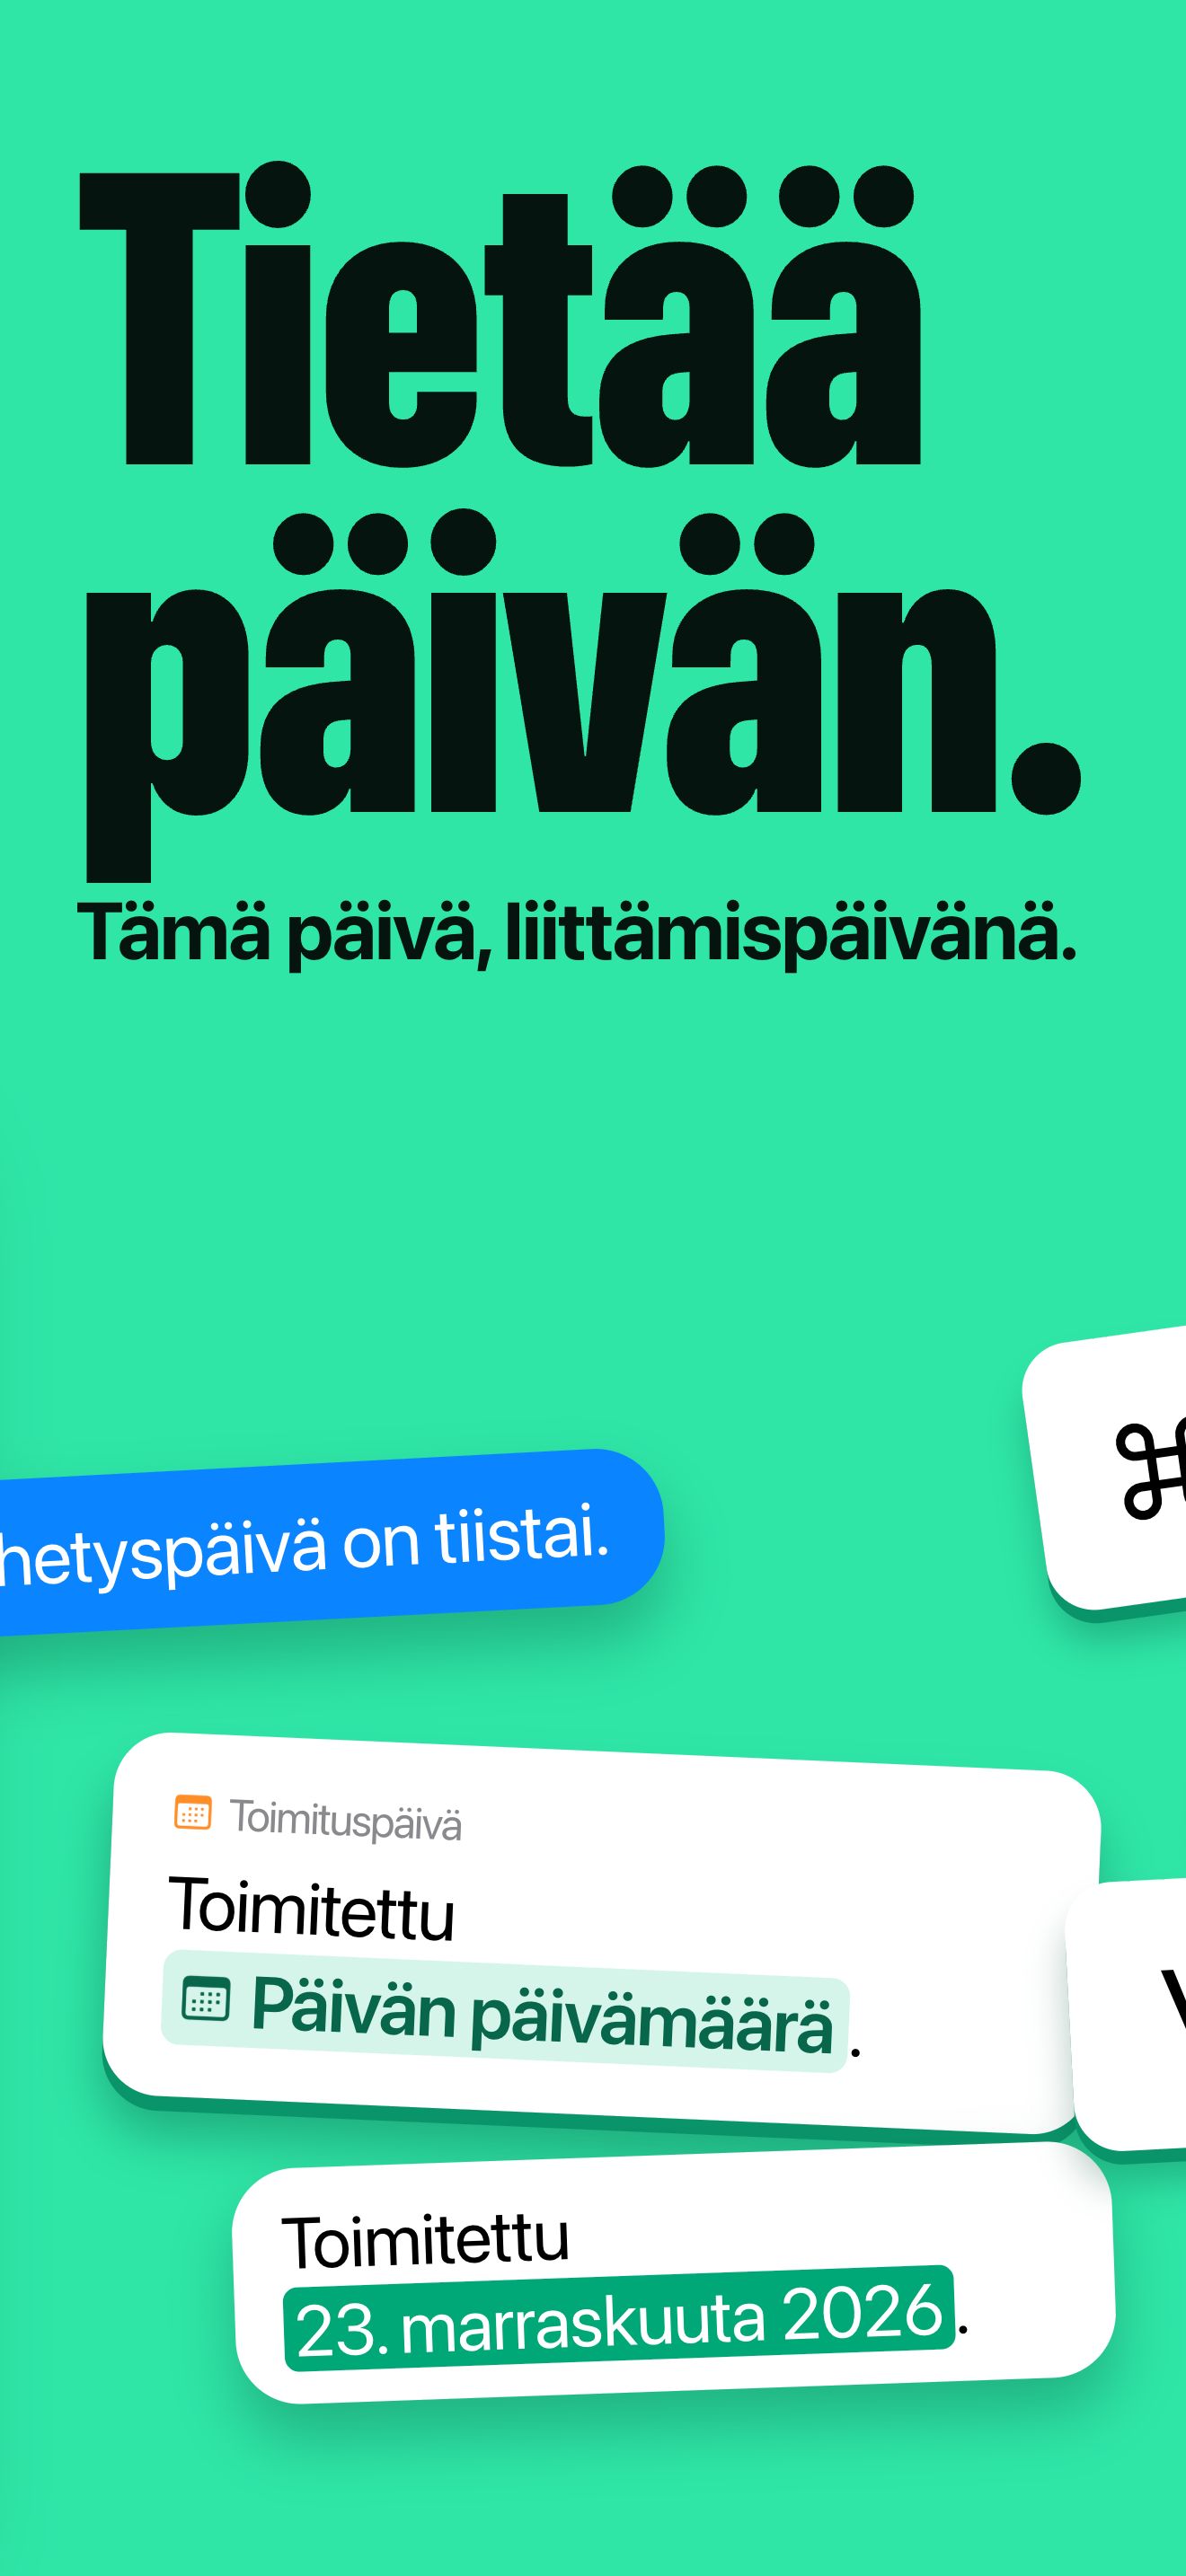 Tietää
päivän.
Tämä päivä, liittämispäivänä.
⌘
hetyspäivä on tiistai.
Toimituspäivä
Toimitettu
Päivän päivämäärä.
Toimitettu
23. marraskuuta 2026.